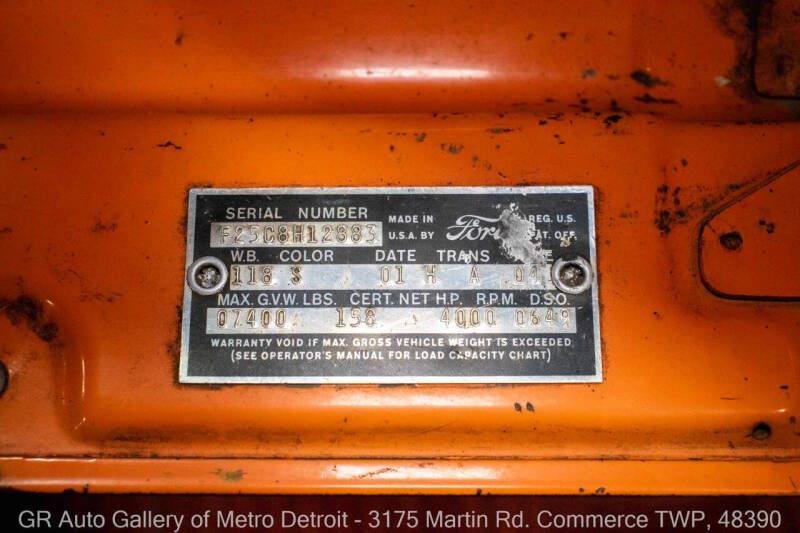 SERIAL NUMBER
MADE IN Ford REG. U.S.
F25C8H12883 U.S.A. BY PAT. OFF.
W.B. COLOR DATE TRANS
118 S 01 H A
MAX. G.V.W. LBS. CERT. NET H.P. R.P.M. D.S.O.
07400 158 4000 0649
WARRANTY VOID IF MAX. GROSS VEHICLE WEIGHT IS EXCEEDED
(SEE OPERATOR'S MANUAL FOR LOAD CAPACITY CHART)
GR Auto Gallery of Metro Detroit - 3175 Martin Rd. Commerce TWP, 48390